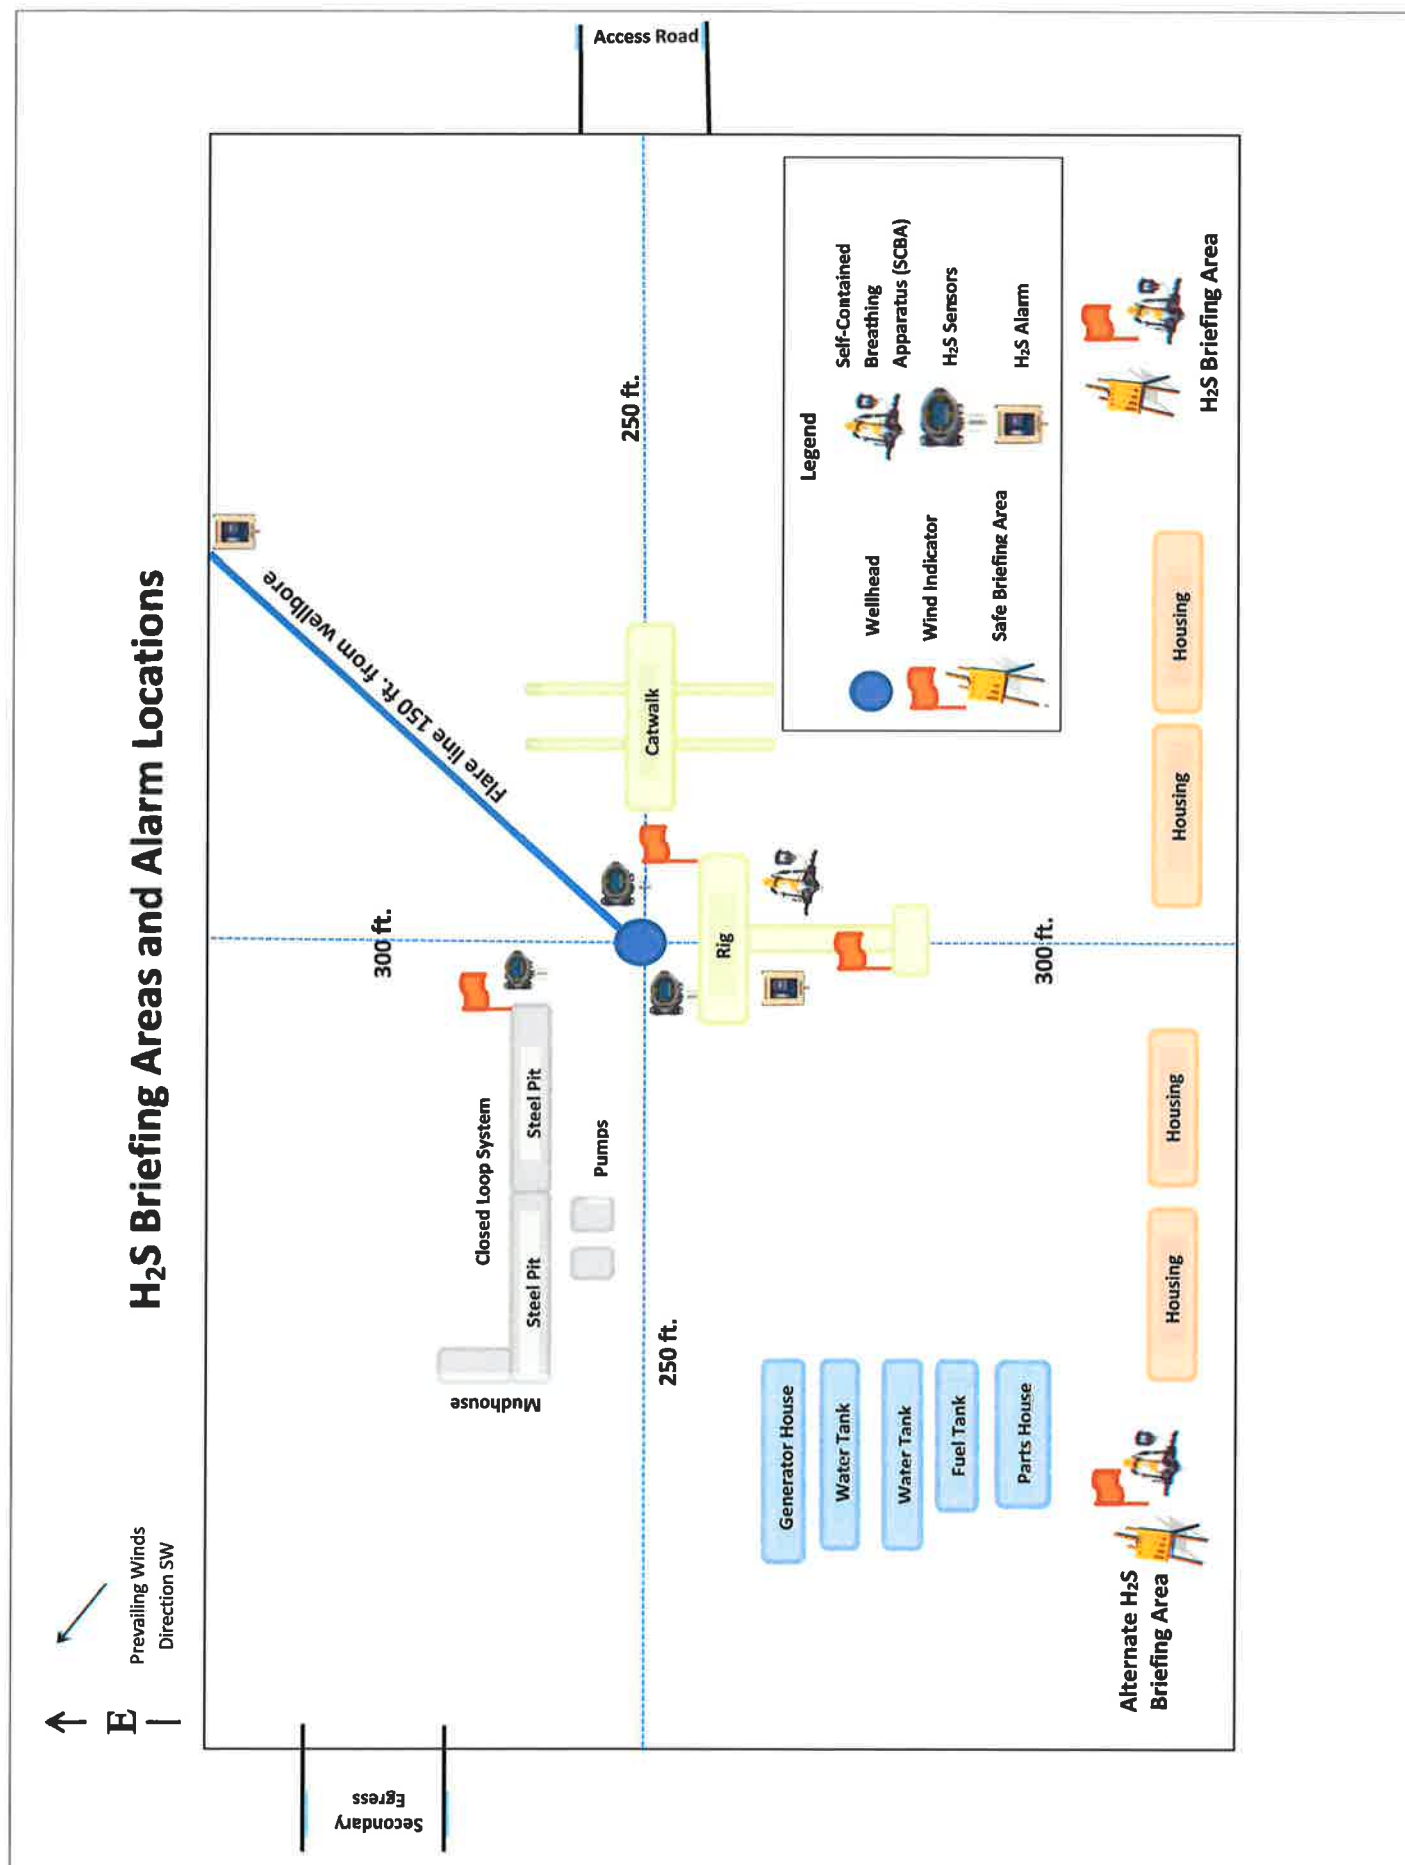 H₂S Briefing Areas and Alarm Locations
E
Prevailing Winds
Direction SW
Secondary
Egress
Access Road
Flare line 150 ft. from wellbore
300 ft.
250 ft.
250 ft.
300 ft.
Closed Loop System
Mudhouse
Steel Pit
Steel Pit
Pumps
Catwalk
Rig
Generator House
Water Tank
Water Tank
Fuel Tank
Parts House
Legend
Wellhead
Wind Indicator
Safe Briefing Area
Self-Contained
Breathing
Apparatus (SCBA)
H₂S Sensors
H₂S Alarm
Alternate H₂S
Briefing Area
Housing
Housing
Housing
Housing
H₂S Briefing Area